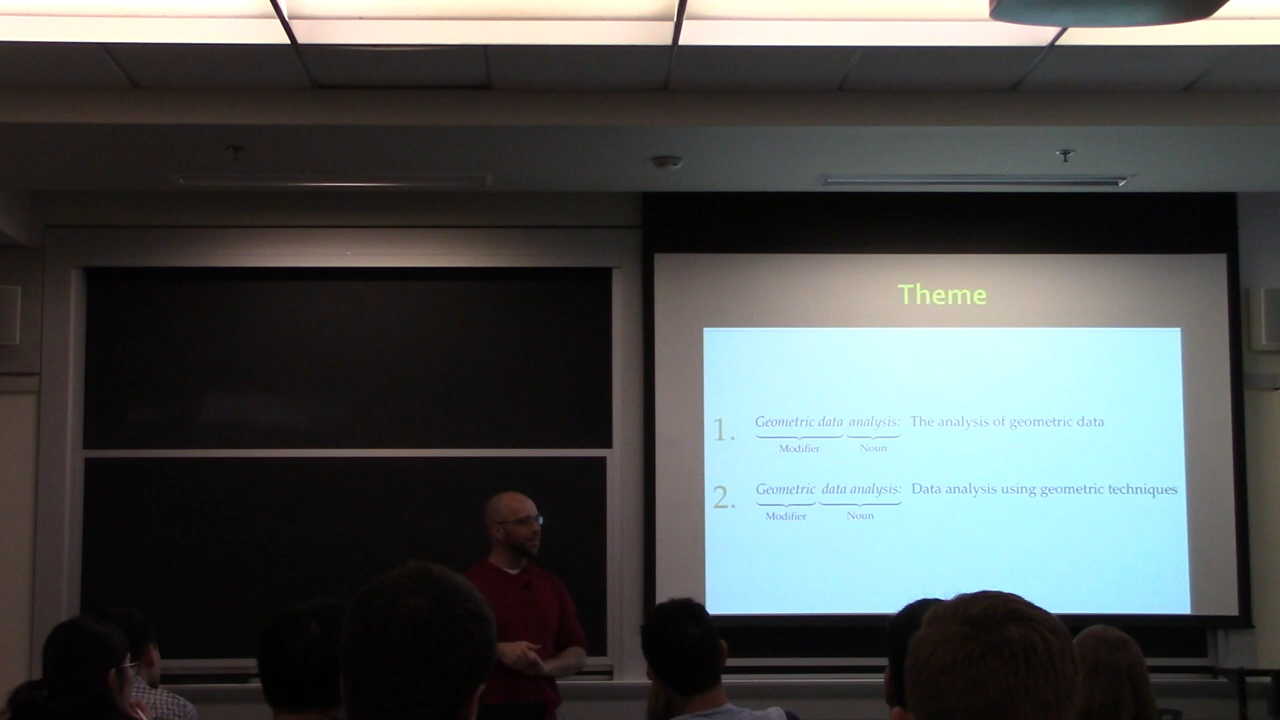 Theme
1. Geometric data analysis: The analysis of geometric data
Modifier Noun
2. Geometric data analysis: Data analysis using geometric techniques
Modifier Noun